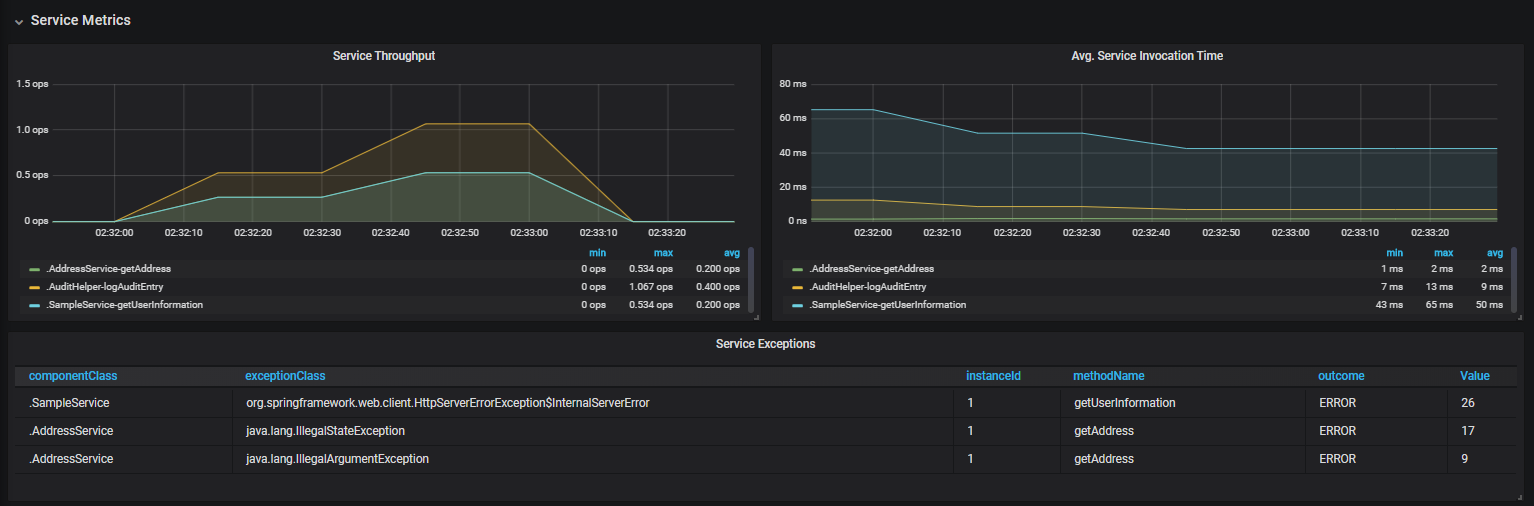 Service Metrics
Service Throughput
1.5 ops
1.0 ops
0.5 ops
0 ops
02:32:00 02:32:10 02:32:20 02:32:30 02:32:40 02:32:50 02:33:00 02:33:10 02:33:20
min max avg
.AddressService-getAddress 0 ops 0.534 ops 0.200 ops
.AuditHelper-logAuditEntry 0 ops 1.067 ops 0.400 ops
.SampleService-getUserInformation 0 ops 0.534 ops 0.200 ops
Avg. Service Invocation Time
80 ms
60 ms
40 ms
20 ms
0 ns
02:32:00 02:32:10 02:32:20 02:32:30 02:32:40 02:32:50 02:33:00 02:33:10 02:33:20
min max avg
.AddressService-getAddress 1 ms 2 ms 2 ms
.AuditHelper-logAuditEntry 7 ms 13 ms 9 ms
.SampleService-getUserInformation 43 ms 65 ms 50 ms
Service Exceptions
componentClass exceptionClass instanceId methodName outcome Value
.SampleService org.springframework.web.client.HttpServerErrorException$InternalServerError 1 getUserInformation ERROR 26
.AddressService java.lang.IllegalStateException 1 getAddress ERROR 17
.AddressService java.lang.IllegalArgumentException 1 getAddress ERROR 9